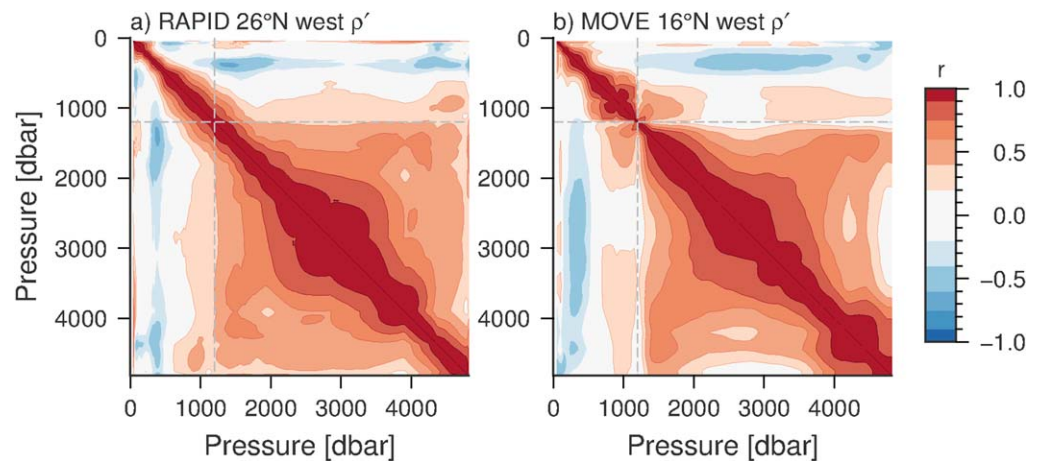 a) RAPID 26°N west ρ′
b) MOVE 16°N west ρ′
r
0
1000
2000
3000
4000
Pressure [dbar]
0
1000
2000
3000
4000
1.0
0.5
0.0
−0.5
−1.0
0 1000 2000 3000 4000
0 1000 2000 3000 4000
Pressure [dbar]
Pressure [dbar]